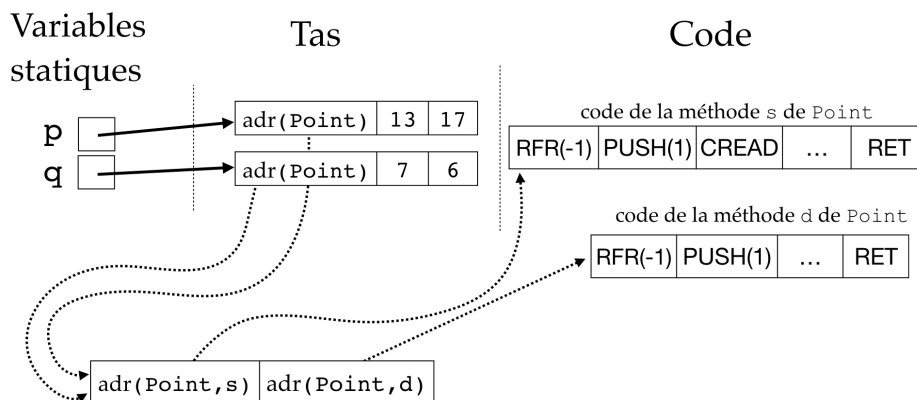 Variables
statiques
Tas
Code
p
adr(Point) 13 17
q
adr(Point) 7 6
code de la méthode s de Point
RFR(-1) PUSH(1) CREAD ... RET
code de la méthode d de Point
RFR(-1) PUSH(1) ... RET
adr(Point,s) adr(Point,d)